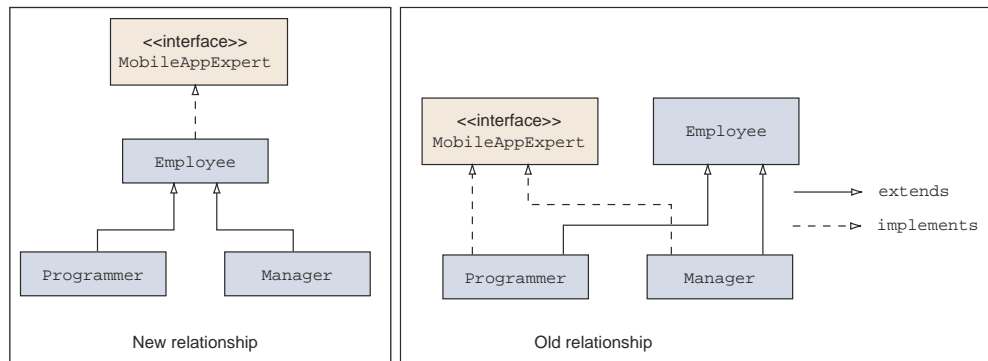 <<interface>>
MobileAppExpert
Employee
Programmer
Manager
New relationship
<<interface>>
MobileAppExpert
Employee
extends
implements
Programmer
Manager
Old relationship